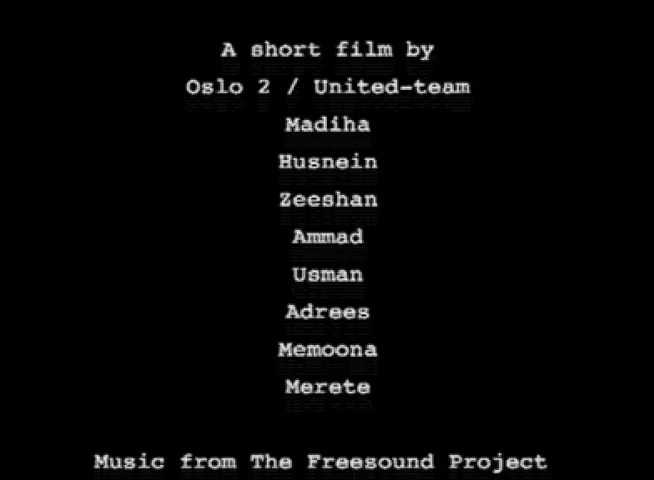 A short film by
Oslo 2 / United-team
Madiha
Husnein
Zeeshan
Ammad
Usman
Adrees
Memoona
Merete
Music from The Freesound Project